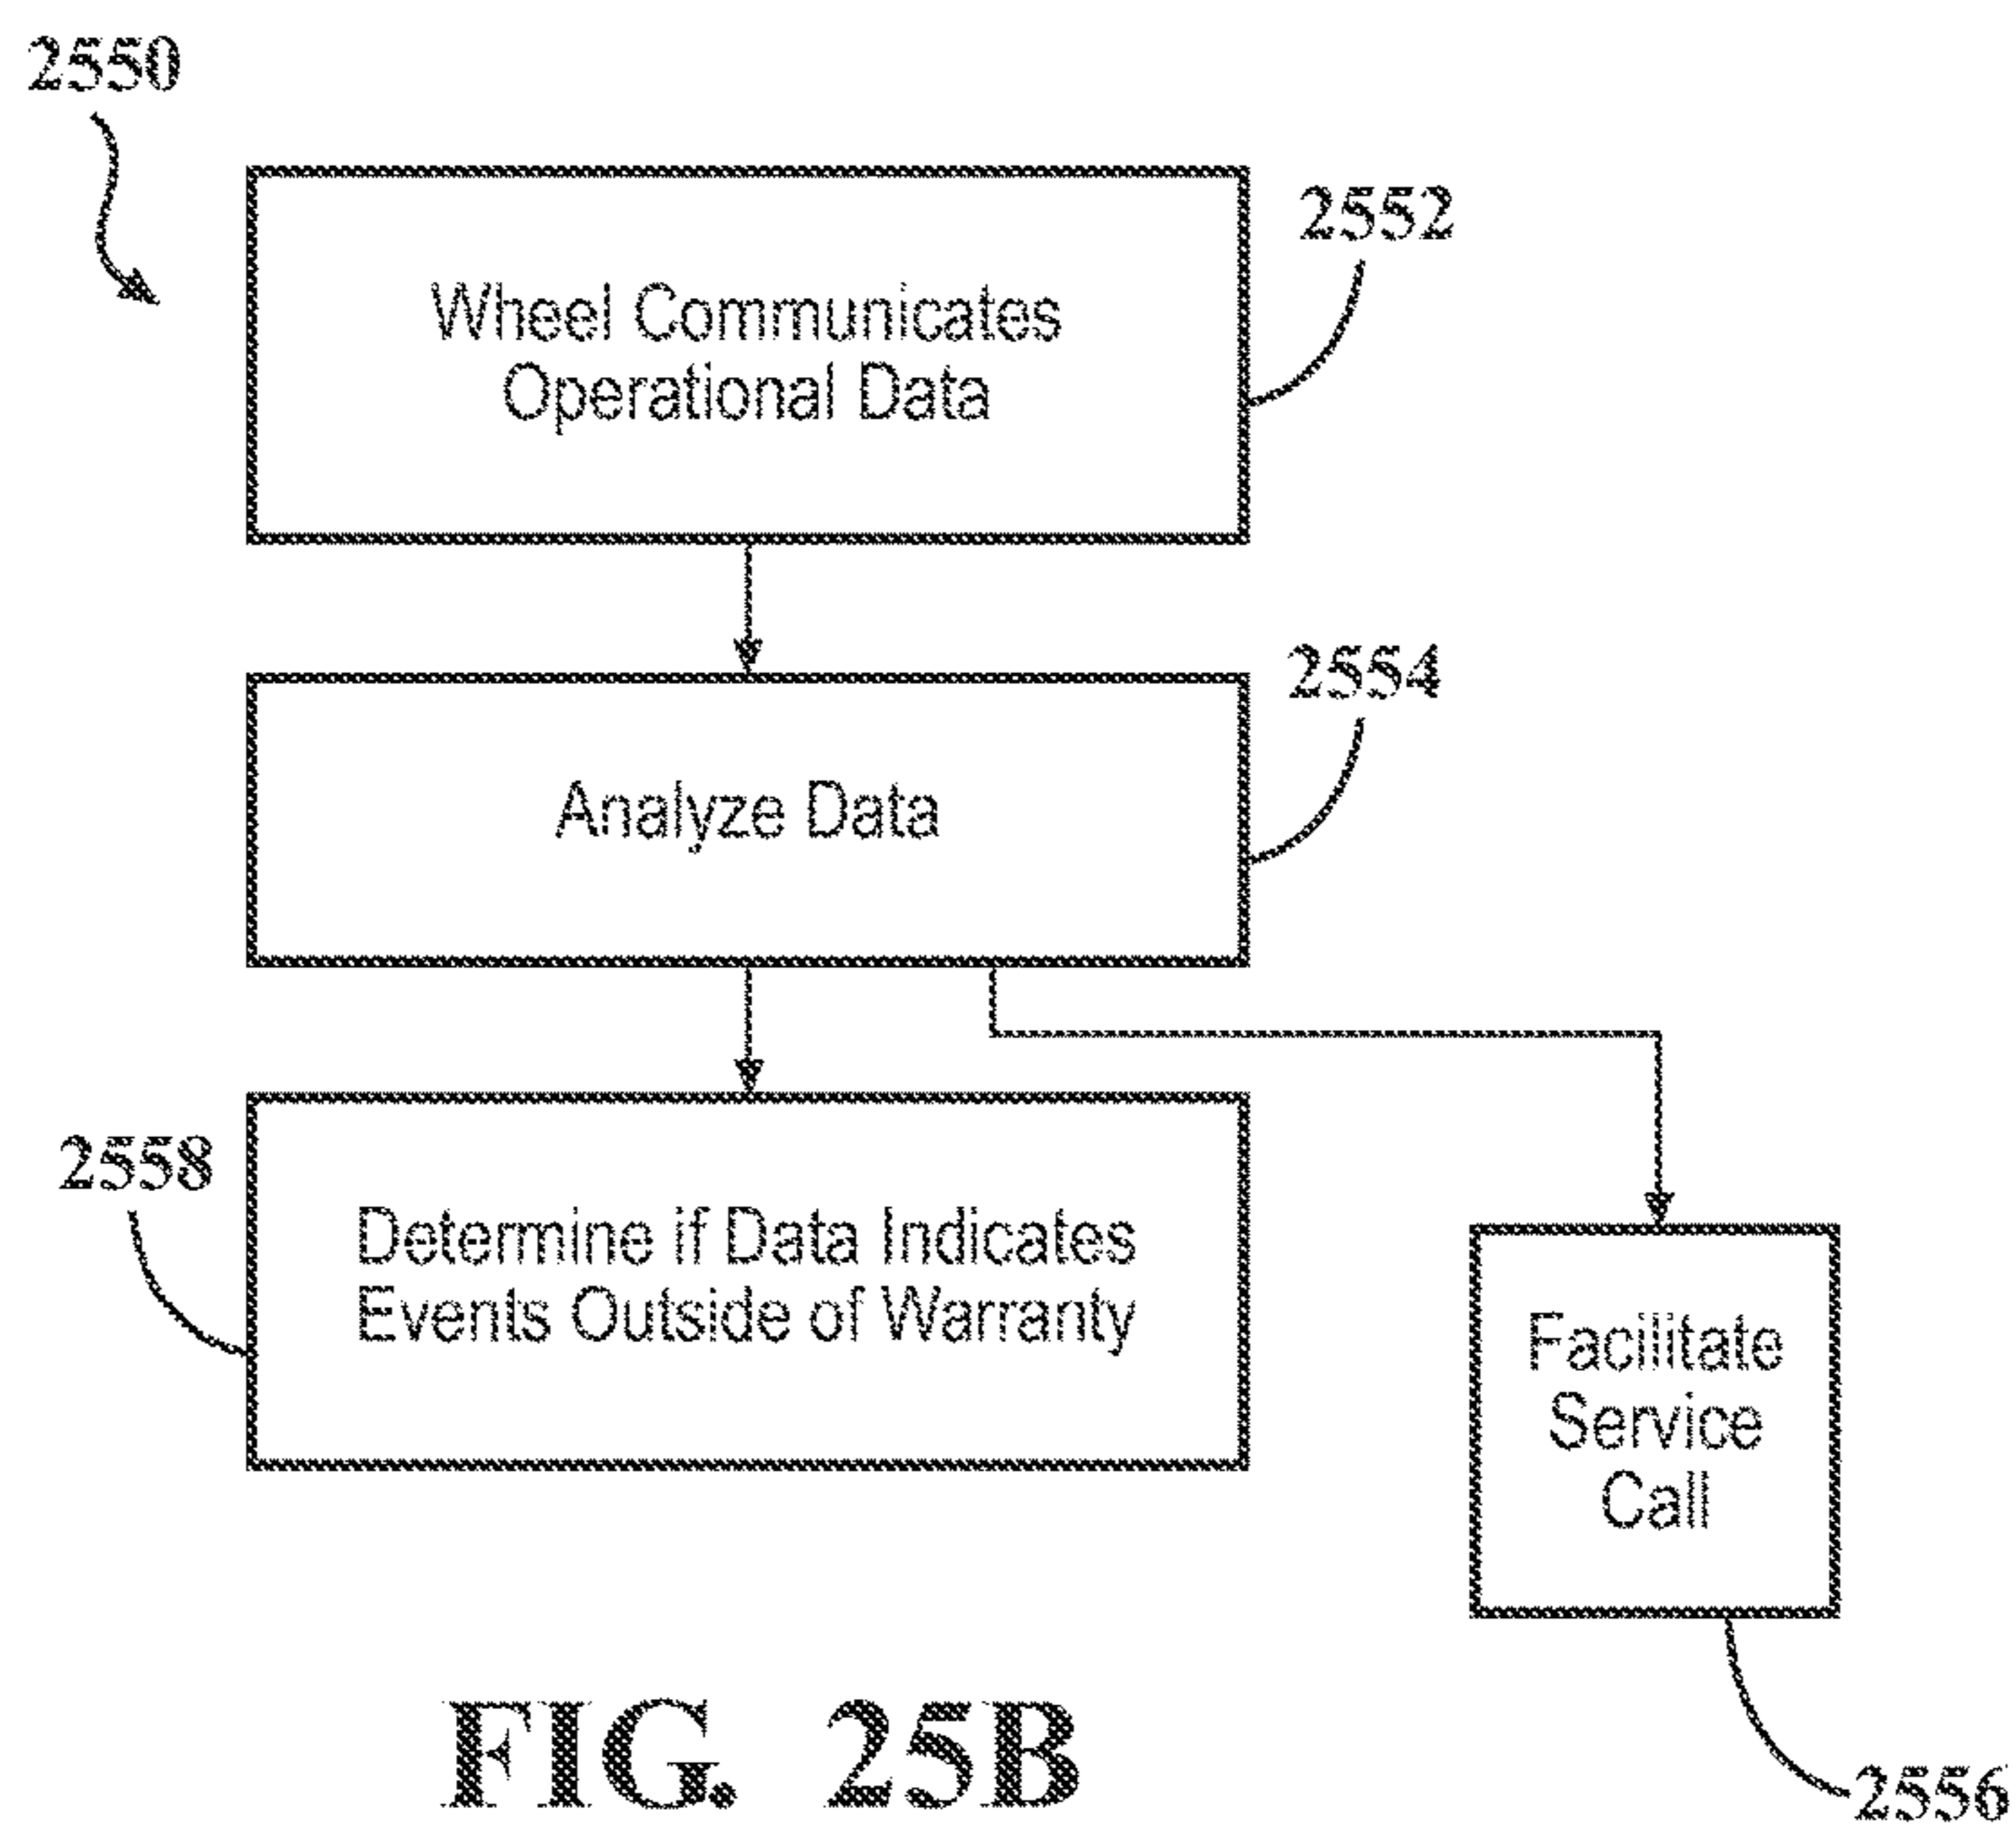 2550
2552
Wheel Communicates
Operational Data
2554
Analyze Data
2558
Determine if Data Indicates
Events Outside of Warranty
Facilitate
Service
Call
2556
FIG. 25B